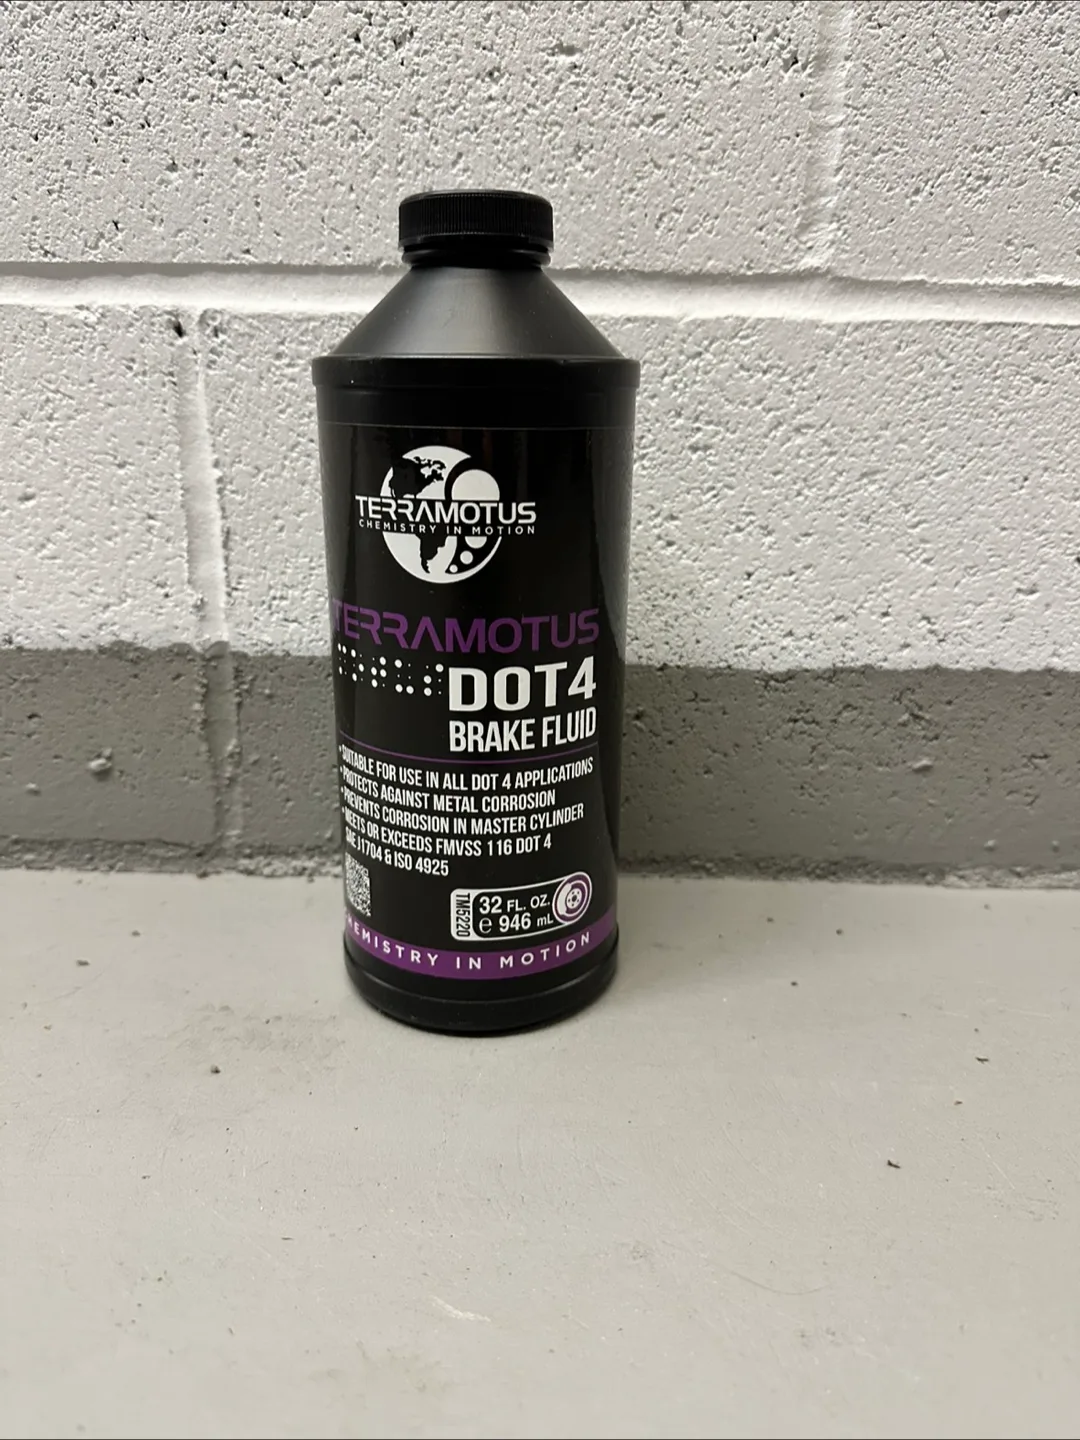 TERRAMOTUS
CHEMISTRY IN MOTION
TERRAMOTUS
DOT4
BRAKE FLUID
• SUITABLE FOR USE IN ALL DOT 4 APPLICATIONS
• PROTECTS AGAINST METAL CORROSION
• PREVENTS CORROSION IN MASTER CYLINDER
• MEETS OR EXCEEDS FMVSS 116 DOT 4
SAE J1704 & ISO 4925
TM5220
32 FL. OZ.
e 946 mL
CHEMISTRY IN MOTION